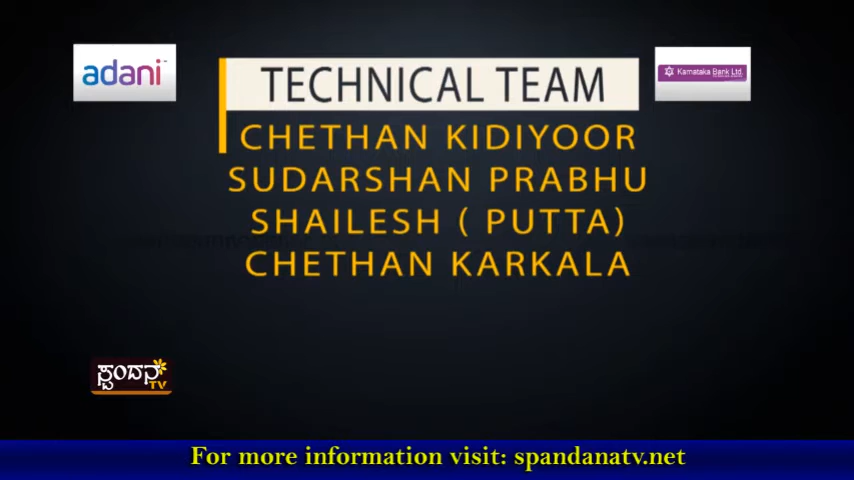 adani
TECHNICAL TEAM
Karnataka Bank Ltd.
CHETHAN KIDIYOOR
SUDARSHAN PRABHU
SHAILESH ( PUTTA)
CHETHAN KARKALA
ಸ್ಪಂದನ
TV
For more information visit: spandanatv.net